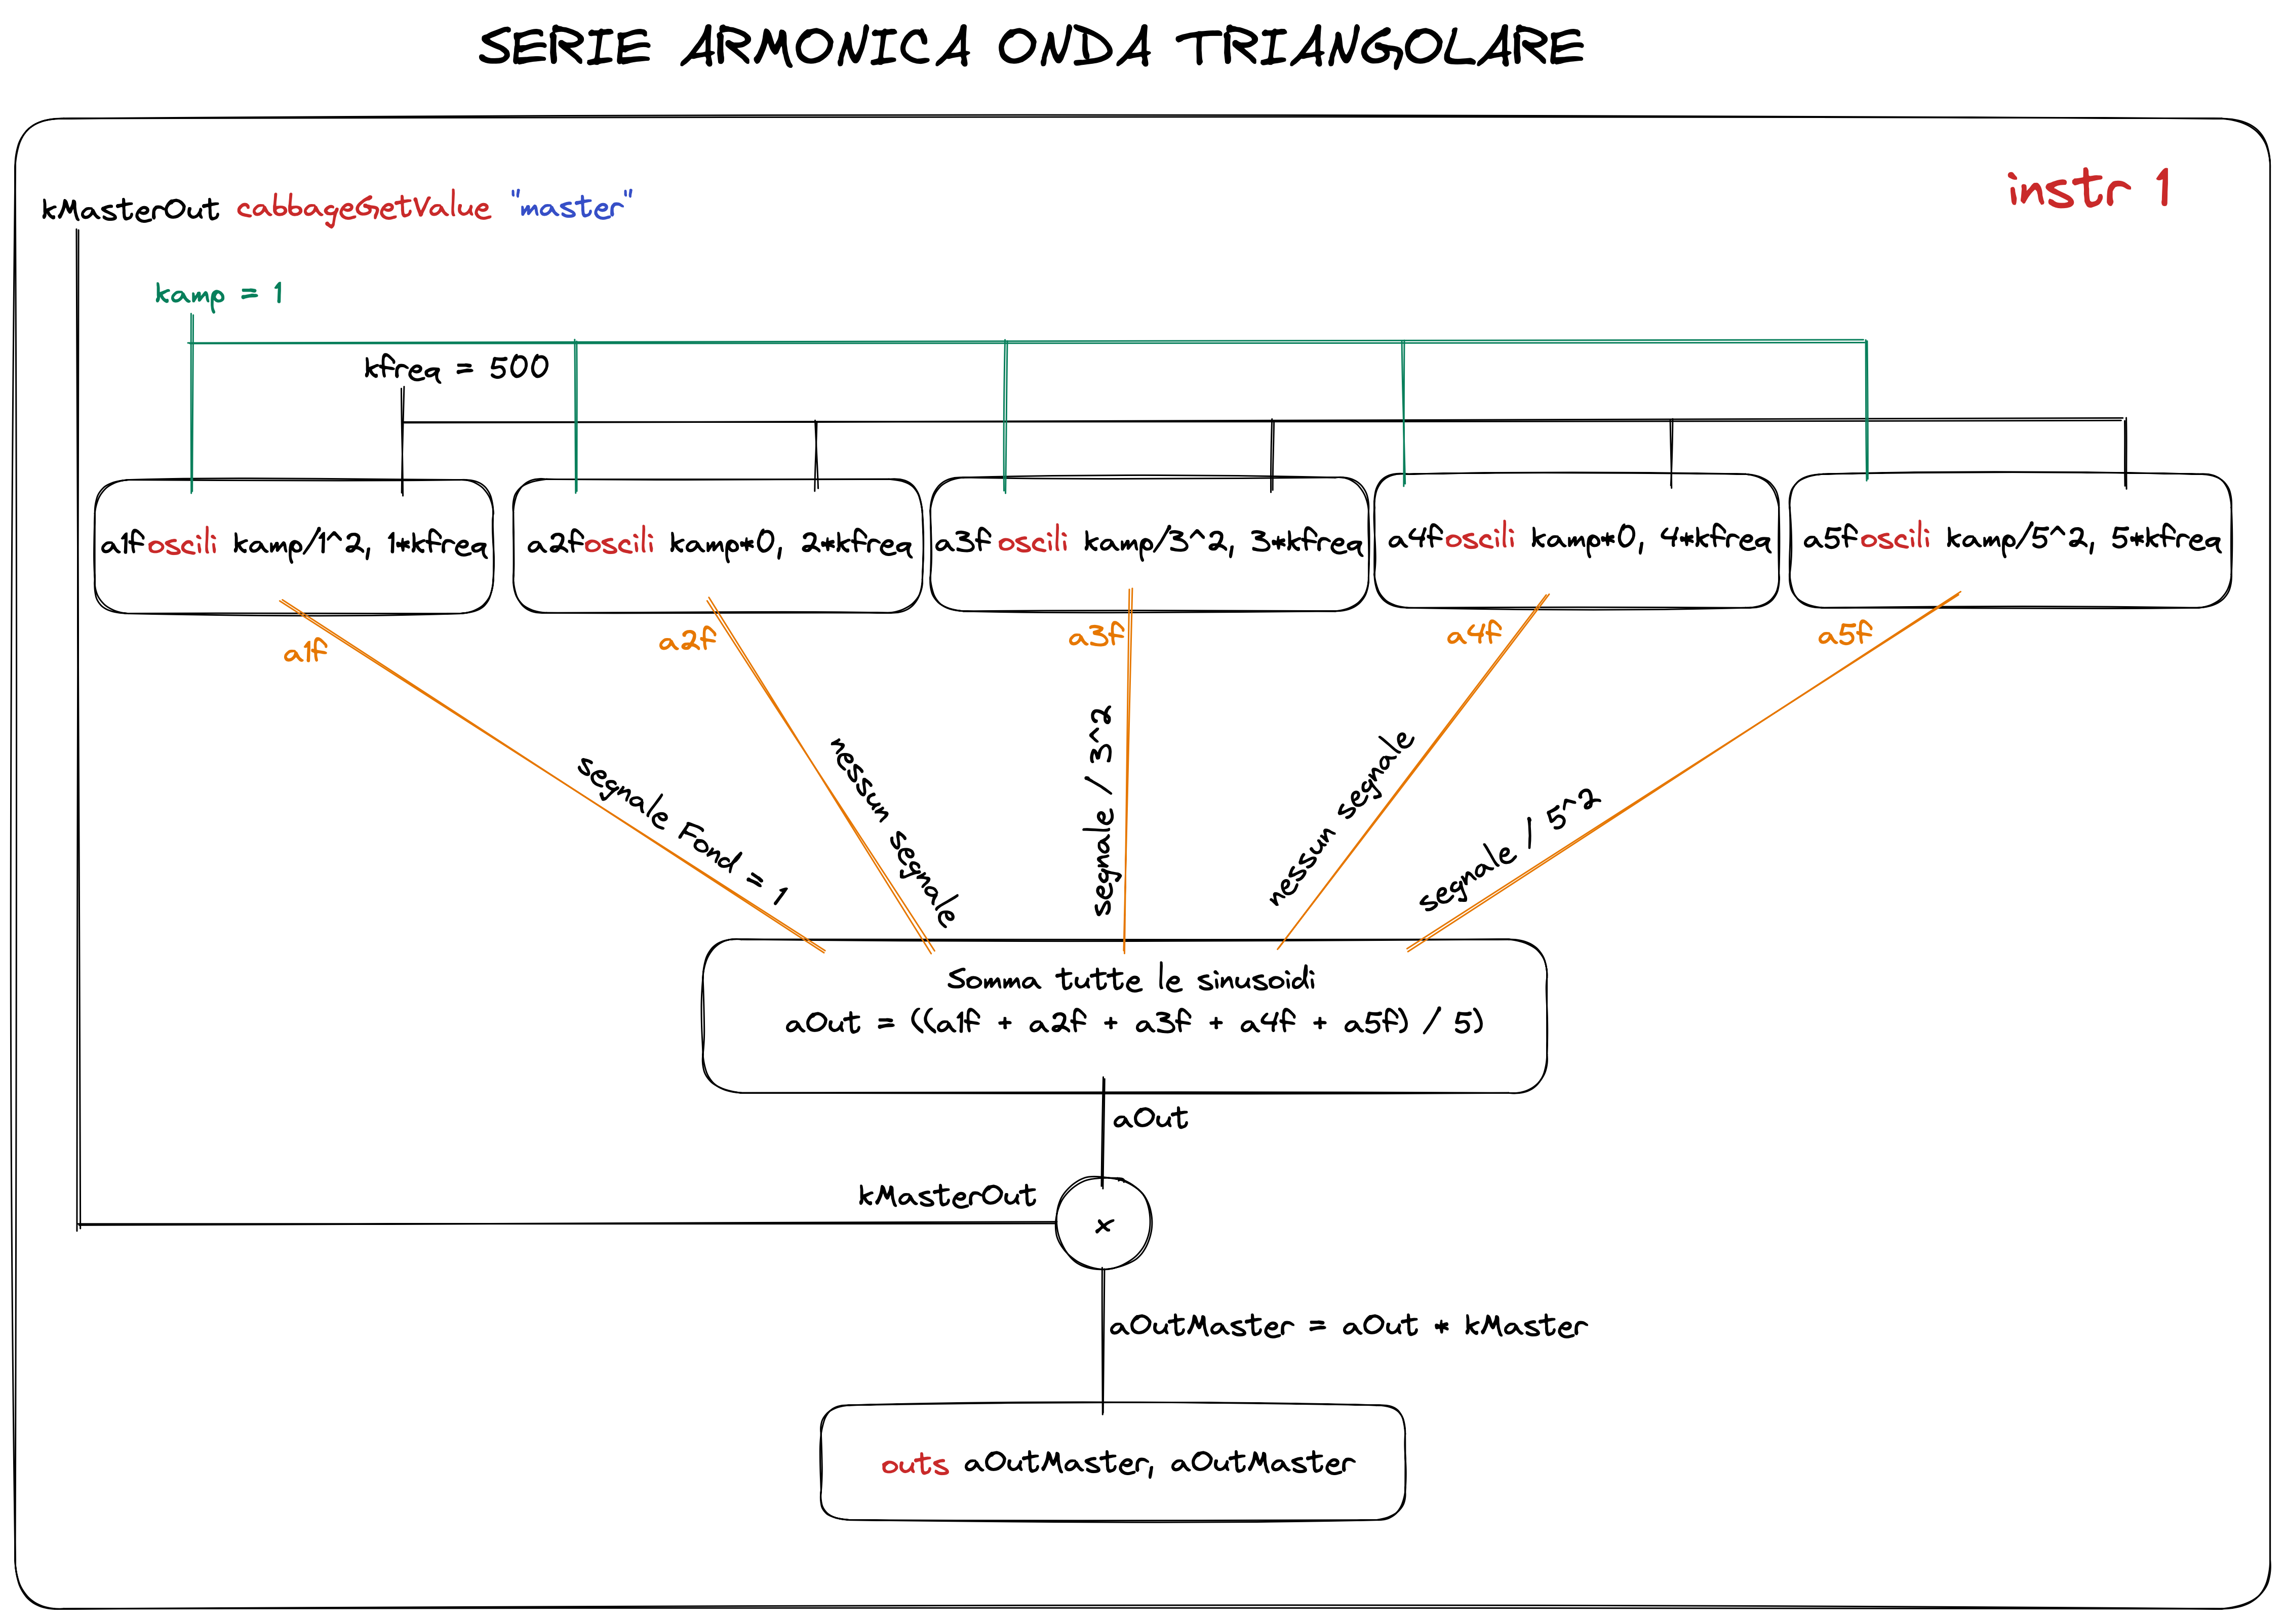 SERIE ARMONICA ONDA TRIANGOLARE
instr 1
kMasterOut cabbageGetValue "master"
kamp = 1
kfreq = 500
a1f oscili kamp/1^2, 1*kfreq
a2f oscili kamp*0, 2*kfreq
a3f oscili kamp/3^2, 3*kfreq
a4f oscili kamp*0, 4*kfreq
a5f oscili kamp/5^2, 5*kfreq
a1f
a2f
a3f
a4f
a5f
segnale Fond = 1
nessun segnale
segnale / 3^2
nessun segnale
segnale / 5^2
Somma tutte le sinusoidi
aOut = ((a1f + a2f + a3f + a4f + a5f) / 5)
aOut
kMasterOut
x
aOutMaster = aOut * kMaster
outs aOutMaster, aOutMaster